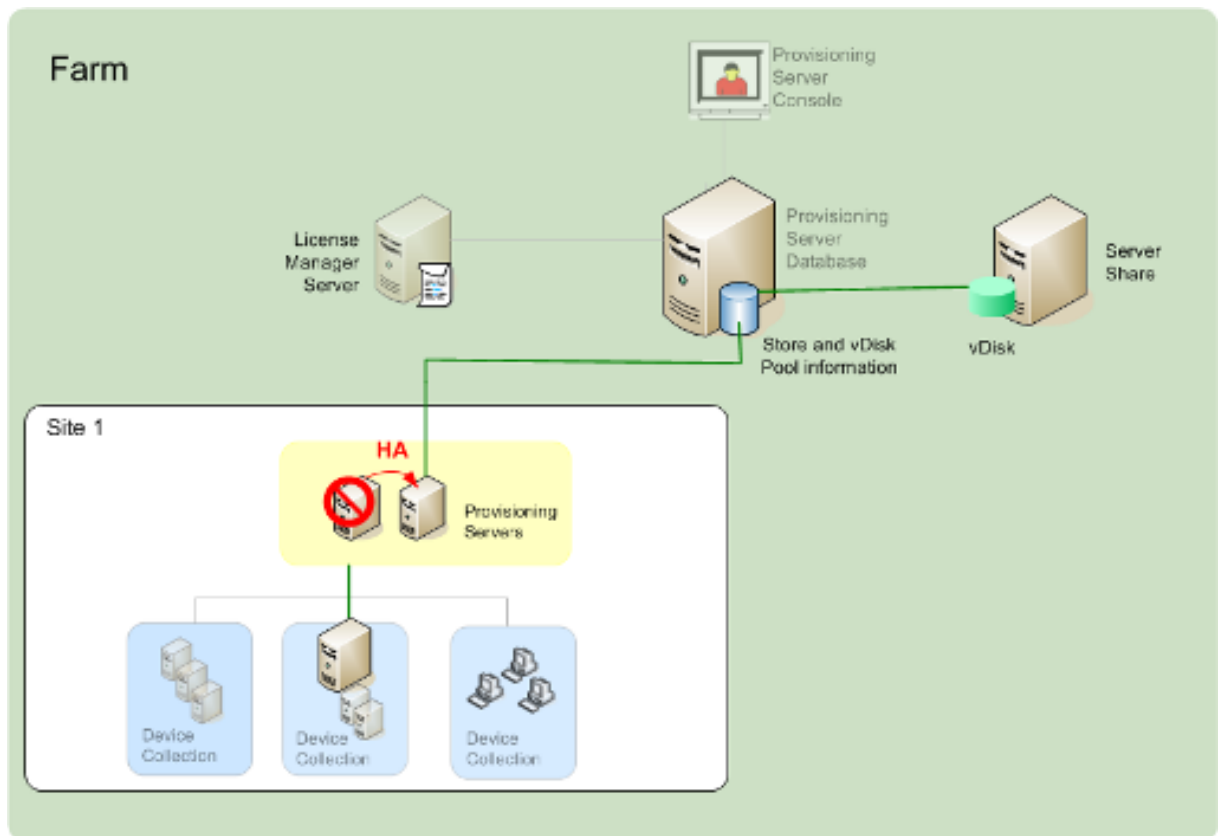 Farm
Provisioning
Server
Console
License
Manager
Server
Provisioning
Server
Database
Server
Share
Store and vDisk
Pool information
vDisk
Site 1
HA
Provisioning
Servers
Device
Collection
Device
Collection
Device
Collection